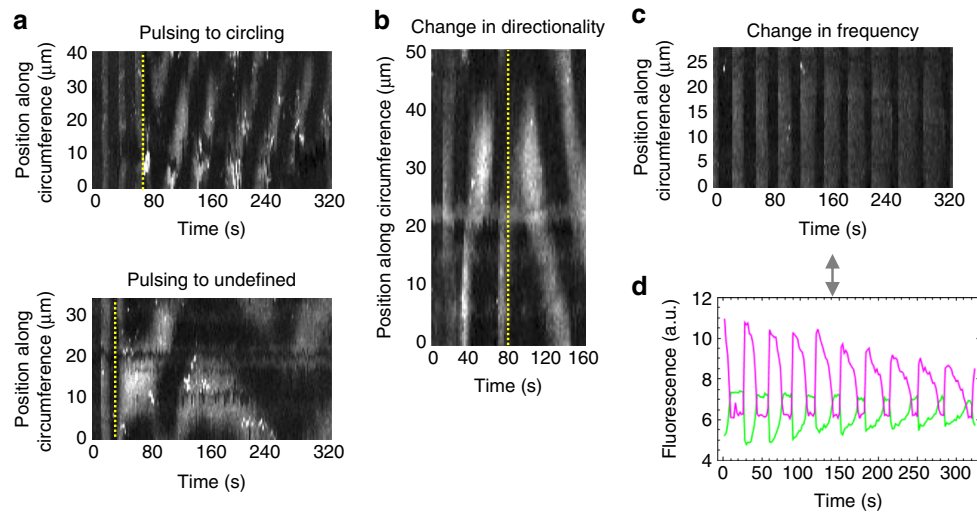 a
Pulsing to circling
Position along
circumference (μm)
40
30
20
10
0
0 80 160 240 320
Time (s)
Pulsing to undefined
Position along
circumference (μm)
30
20
10
0
0 80 160 240 320
Time (s)
b
Change in directionality
Position along circumference (μm)
50
40
30
20
10
0
0 40 80 120 160
Time (s)
c
Change in frequency
Position along
circumference (μm)
25
20
15
10
5
0
0 80 160 240 320
Time (s)
d
Fluorescence (a.u.)
12
10
8
6
4
0 50 100 150 200 250 300
Time (s)